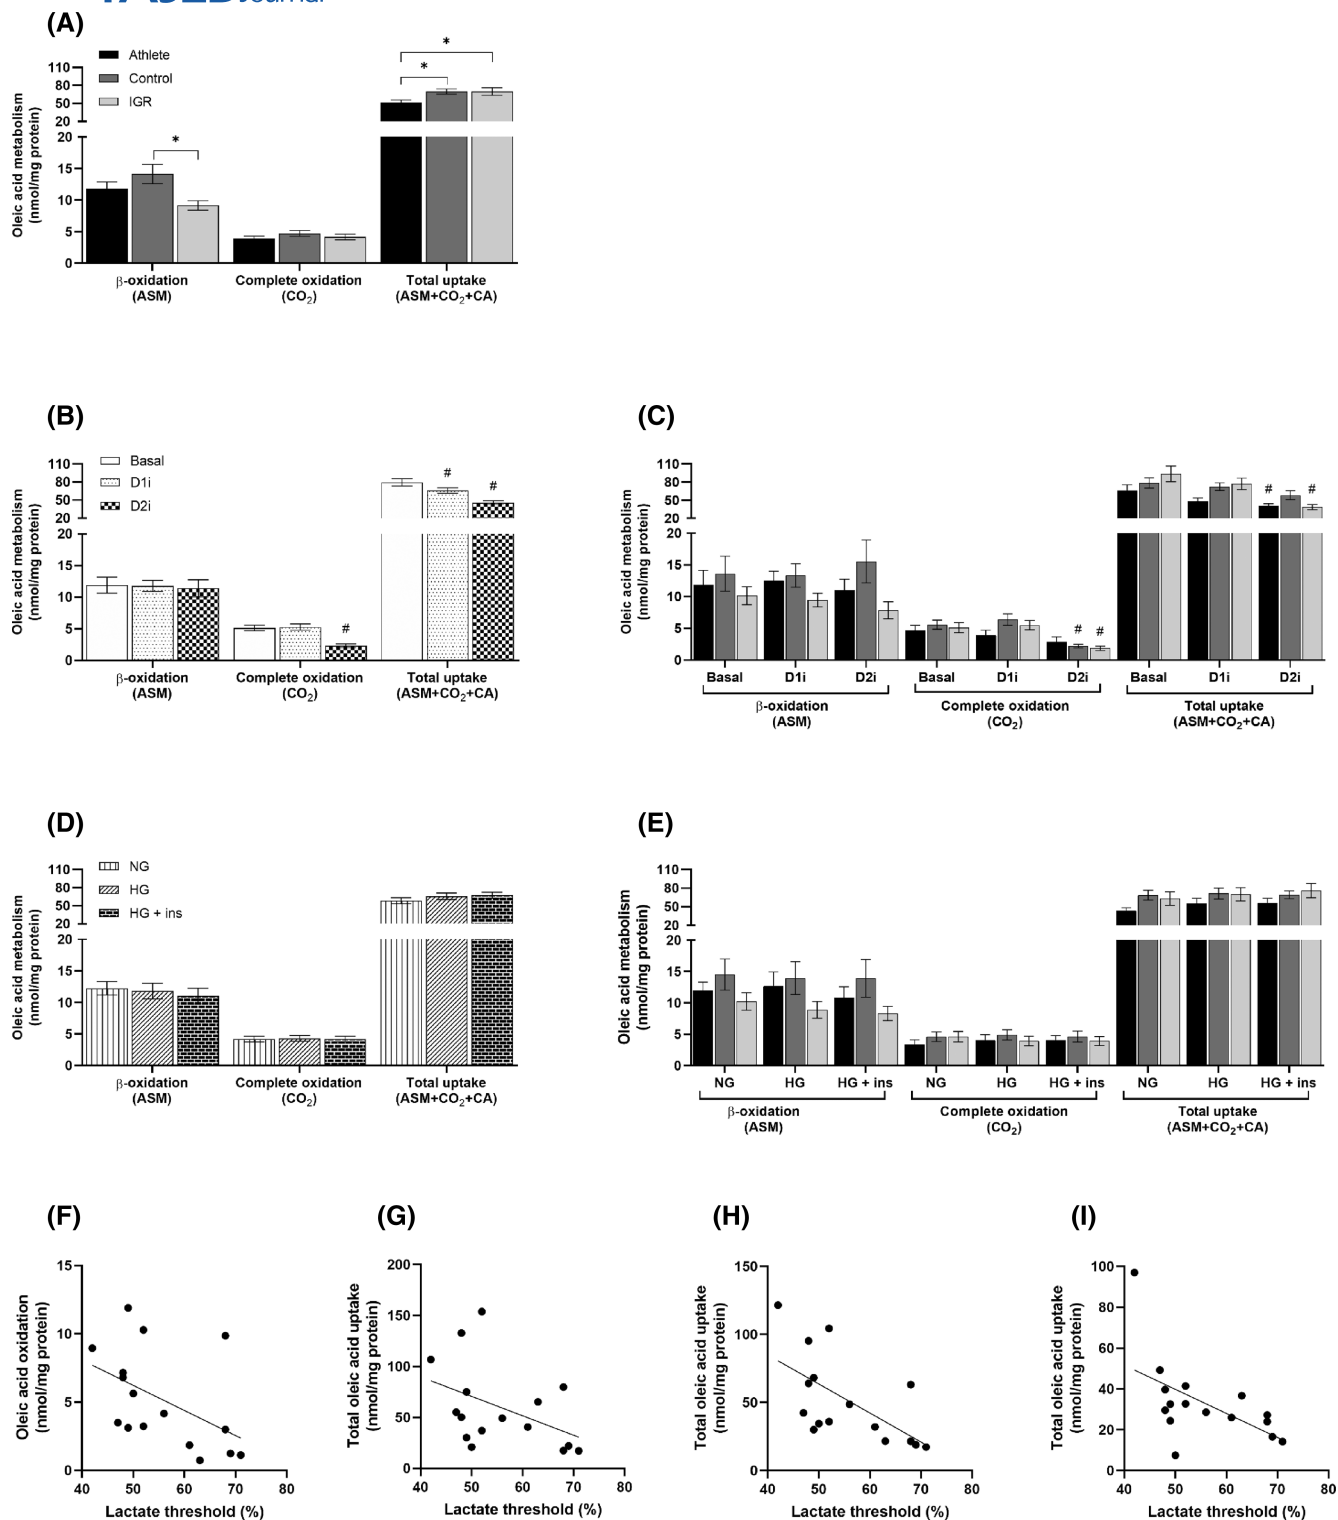 Journal
(A)
Athlete
Control
IGR
*
*
*
Oleic acid metabolism
(nmol/mg protein)
110
80
50
20
20
15
10
5
0
β-oxidation
(ASM)
Complete oxidation
(CO2)
Total uptake
(ASM+CO2+CA)
(B)
Basal
D1i
D2i
#
#
#
Oleic acid metabolism
(nmol/mg protein)
110
80
50
20
20
15
10
5
0
β-oxidation
(ASM)
Complete oxidation
(CO2)
Total uptake
(ASM+CO2+CA)
(C)
Oleic acid metabolism
(nmol/mg protein)
110
80
50
20
20
15
10
5
0
# #
# #
Basal D1i D2i Basal D1i D2i Basal D1i D2i
β-oxidation
(ASM)
Complete oxidation
(CO2)
Total uptake
(ASM+CO2+CA)
(D)
NG
HG
HG + ins
Oleic acid metabolism
(nmol/mg protein)
110
80
50
20
20
15
10
5
0
β-oxidation
(ASM)
Complete oxidation
(CO2)
Total uptake
(ASM+CO2+CA)
(E)
Oleic acid metabolism
(nmol/mg protein)
110
80
50
20
20
15
10
5
0
NG HG HG + ins NG HG HG + ins NG HG HG + ins
β-oxidation
(ASM)
Complete oxidation
(CO2)
Total uptake
(ASM+CO2+CA)
(F)
Oleic acid oxidation
(nmol/mg protein)
15
10
5
0
40 50 60 70 80
Lactate threshold (%)
(G)
Total oleic acid uptake
(nmol/mg protein)
200
150
100
50
0
40 50 60 70 80
Lactate threshold (%)
(H)
Total oleic acid uptake
(nmol/mg protein)
150
100
50
0
40 50 60 70 80
Lactate threshold (%)
(I)
Total oleic acid uptake
(nmol/mg protein)
100
80
60
40
20
0
40 50 60 70 80
Lactate threshold (%)